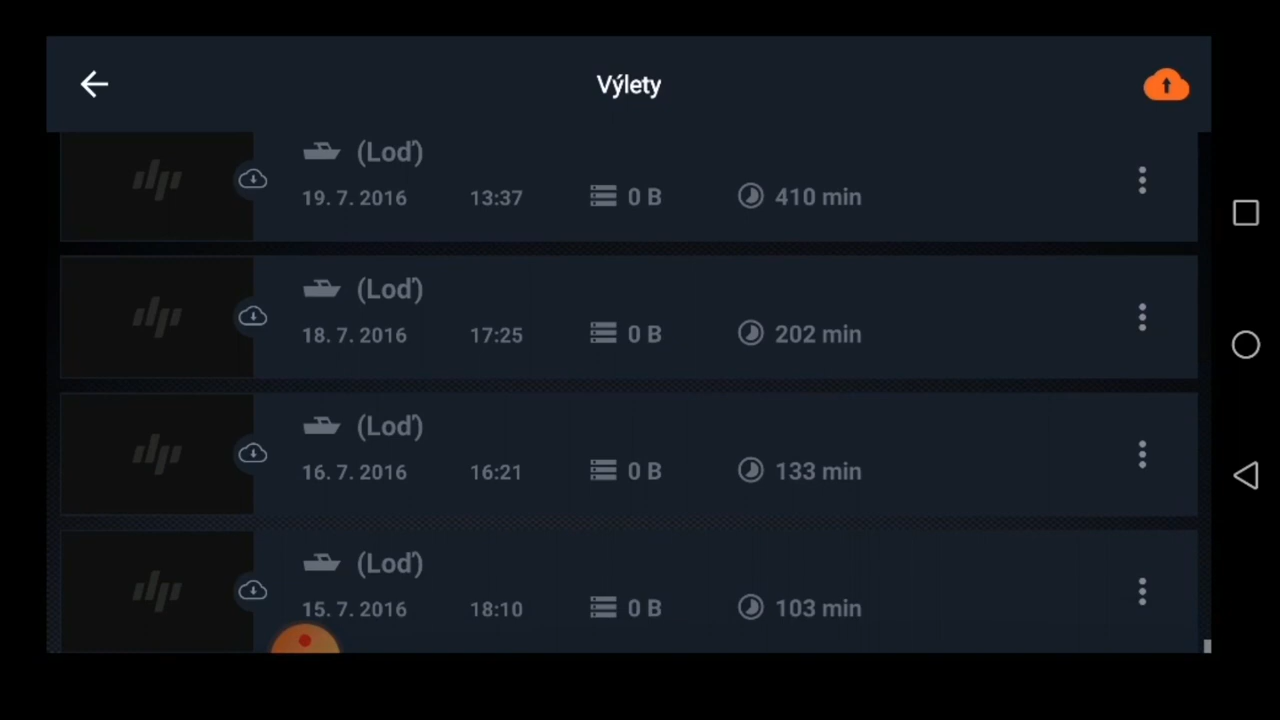 Výlety
(Loď)
19. 7. 2016 13:37 0 B 410 min
(Loď)
18. 7. 2016 17:25 0 B 202 min
(Loď)
16. 7. 2016 16:21 0 B 133 min
(Loď)
15. 7. 2016 18:10 0 B 103 min